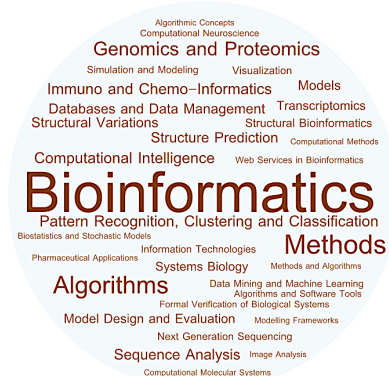 Algorithmic Concepts
Computational Neuroscience
Genomics and Proteomics
Simulation and Modeling Visualization
Immuno and Chemo-Informatics Models
Databases and Data Management Transcriptomics
Structural Variations Structural Bioinformatics
Structure Prediction Computational Methods
Computational Intelligence Web Services in Bioinformatics
Bioinformatics
Pattern Recognition, Clustering and Classification
Biostatistics and Stochastic Models Methods
Information Technologies
Pharmaceutical Applications Systems Biology Methods and Algorithms
Algorithms Data Mining and Machine Learning
Algorithms and Software Tools
Formal Verification of Biological Systems
Model Design and Evaluation Modelling Frameworks
Next Generation Sequencing
Sequence Analysis Image Analysis
Computational Molecular Systems